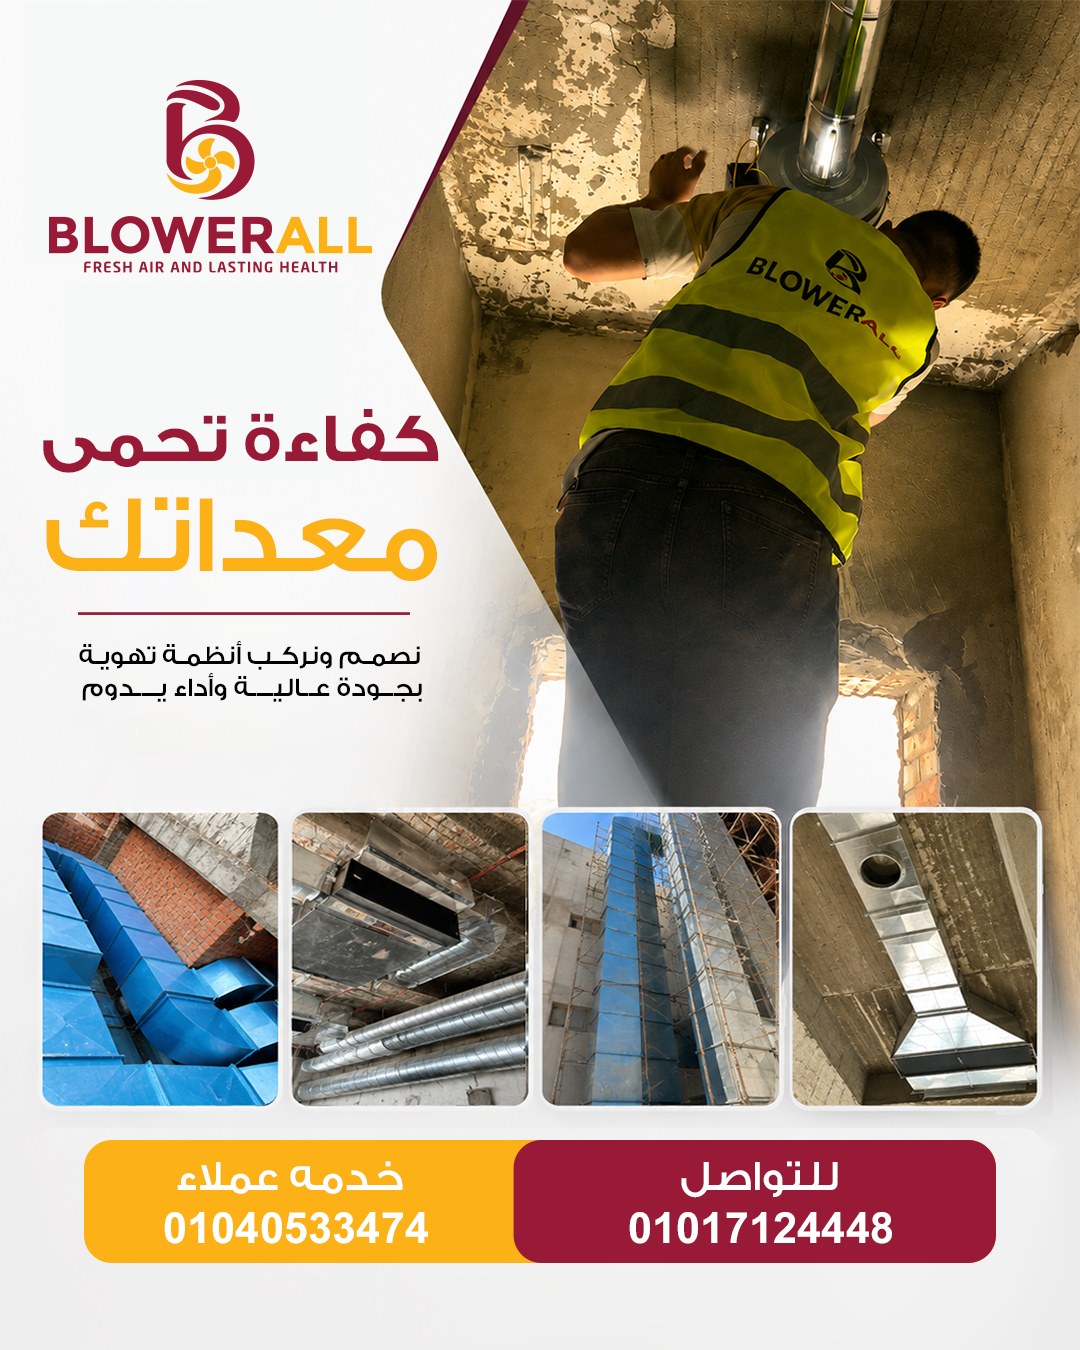 BLOWERALL
FRESH AIR AND LASTING HEALTH
BLOWERALL
كفاءة تحمى
معداتك
نصمم ونركب أنظمة تهوية
بجودة عالية وأداء يدوم
للتواصل
01017124448
خدمه عملاء
01040533474